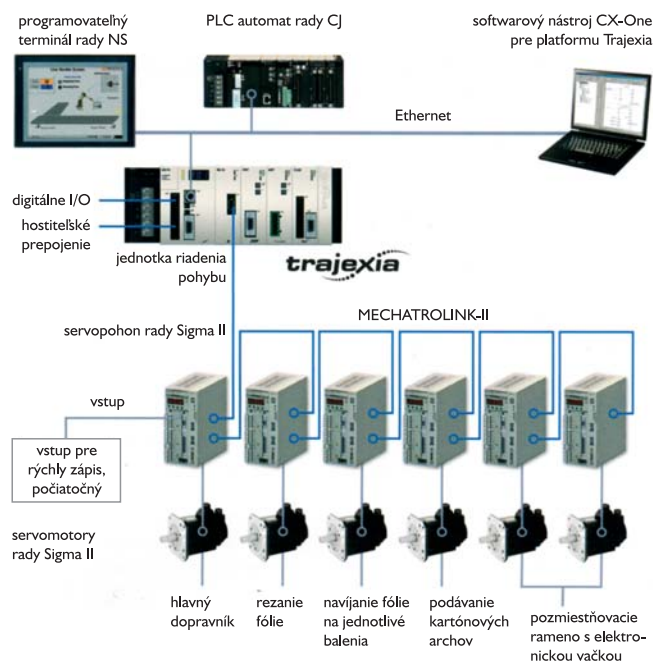 programovateľný
terminál rady NS
PLC automat rady CJ
softwarový nástroj CX-One
pre platformu Trajexia
Ethernet
digitálne I/O
hostiteľské
prepojenie
jednotka riadenia
pohybu
trajexia
servopohon rady Sigma II
MECHATROLINK-II
vstup
vstup pre
rýchly zápis,
počiatočný
servomotory
rady Sigma II
hlavný
dopravník
rezanie
fólie
navíjanie fólie
na jednotlivé
balenia
podávanie
kartónových
archov
pozmiestňovacie
rameno s elektro-
nickou vačkou